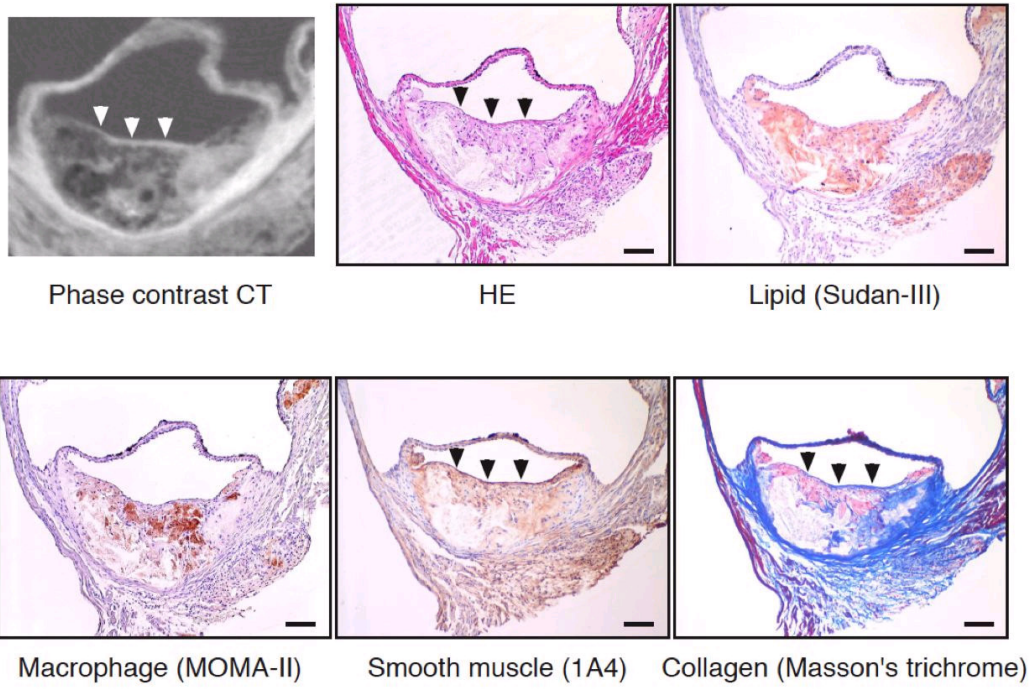 Phase contrast CT
HE
Lipid (Sudan-III)
Macrophage (MOMA-II)
Smooth muscle (1A4)
Collagen (Masson's trichrome)